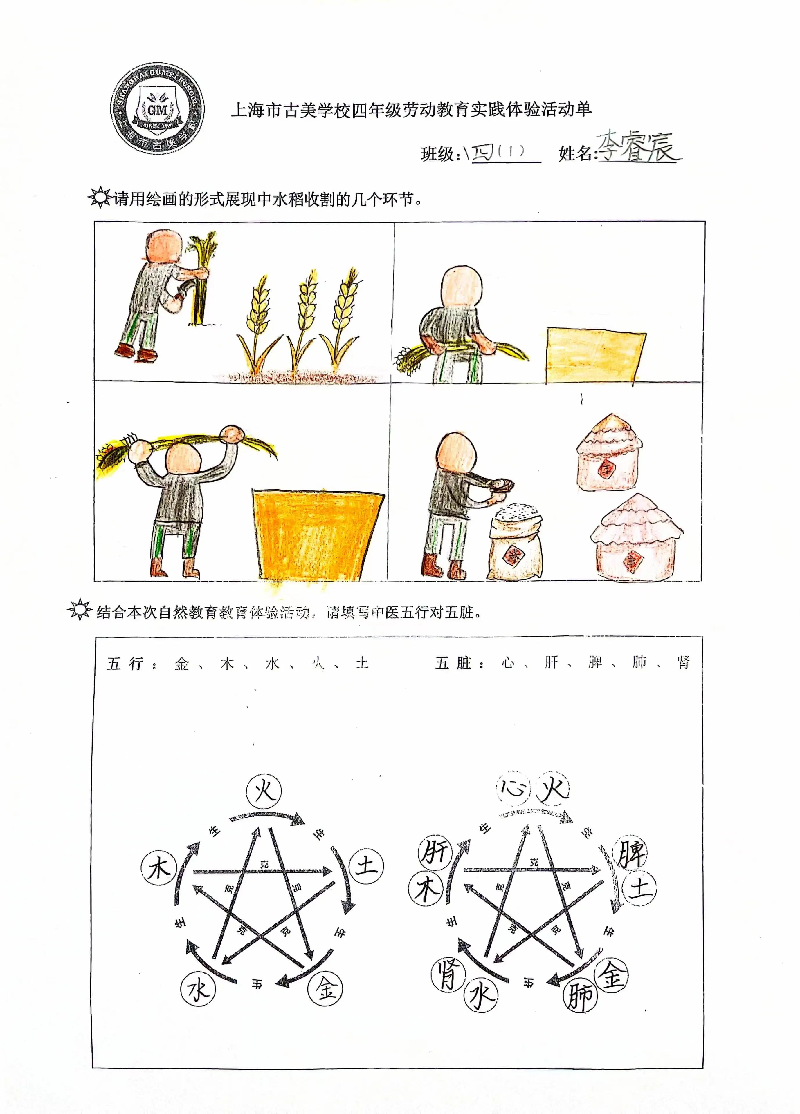 GM
上海市古美学校四年级劳动教育实践体验活动单
班级: 四(1) 姓名: 李睿宸
请用绘画的形式展现中水稻收割的几个环节。
结合本次自然教育教育体验活动，请填写中医五行对五脏。
五行：金、木、水、火、土 五脏：心、肝、脾、肺、肾
火
生 生
木 克 土
克 克
克 克
生 生
水 生 金
心 火
生 生
肝 脾
木 克 土
克 克
克 克
生 生
肾 水 生 肺 金